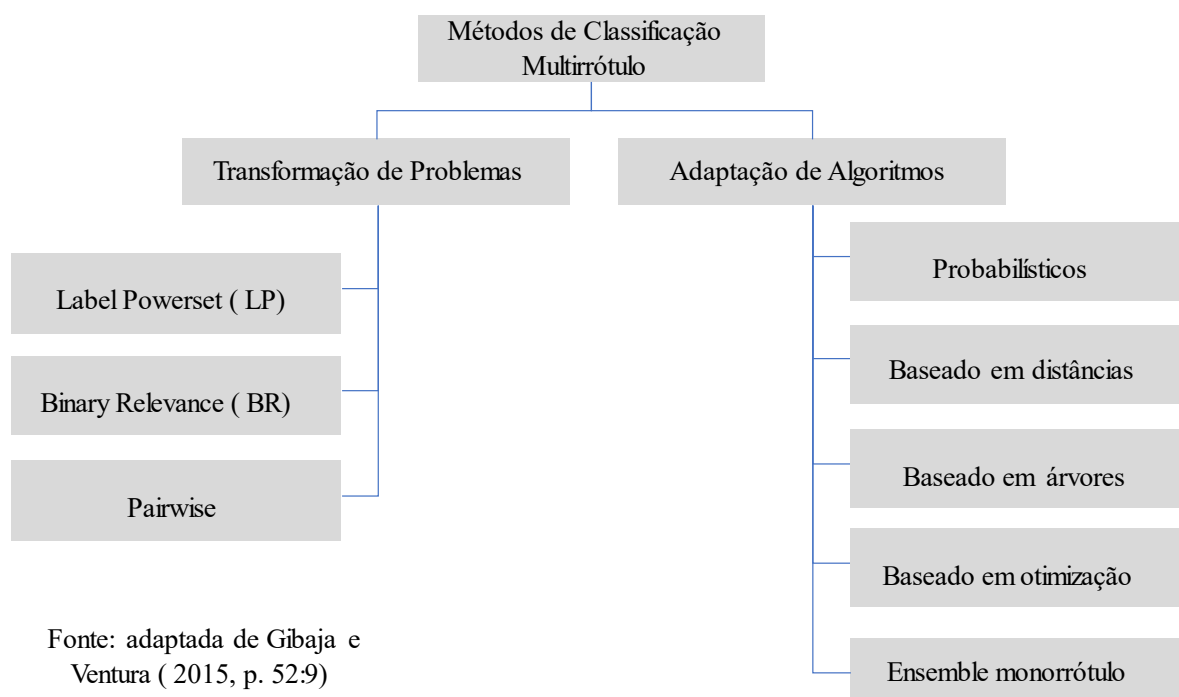 Métodos de Classificação
Multirrótulo
Transformação de Problemas
Adaptação de Algoritmos
Label Powerset ( LP)
Binary Relevance ( BR)
Pairwise
Probabilísticos
Baseado em distâncias
Baseado em árvores
Baseado em otimização
Ensemble monorrótulo
Fonte: adaptada de Gibaja e
Ventura ( 2015, p. 52:9)